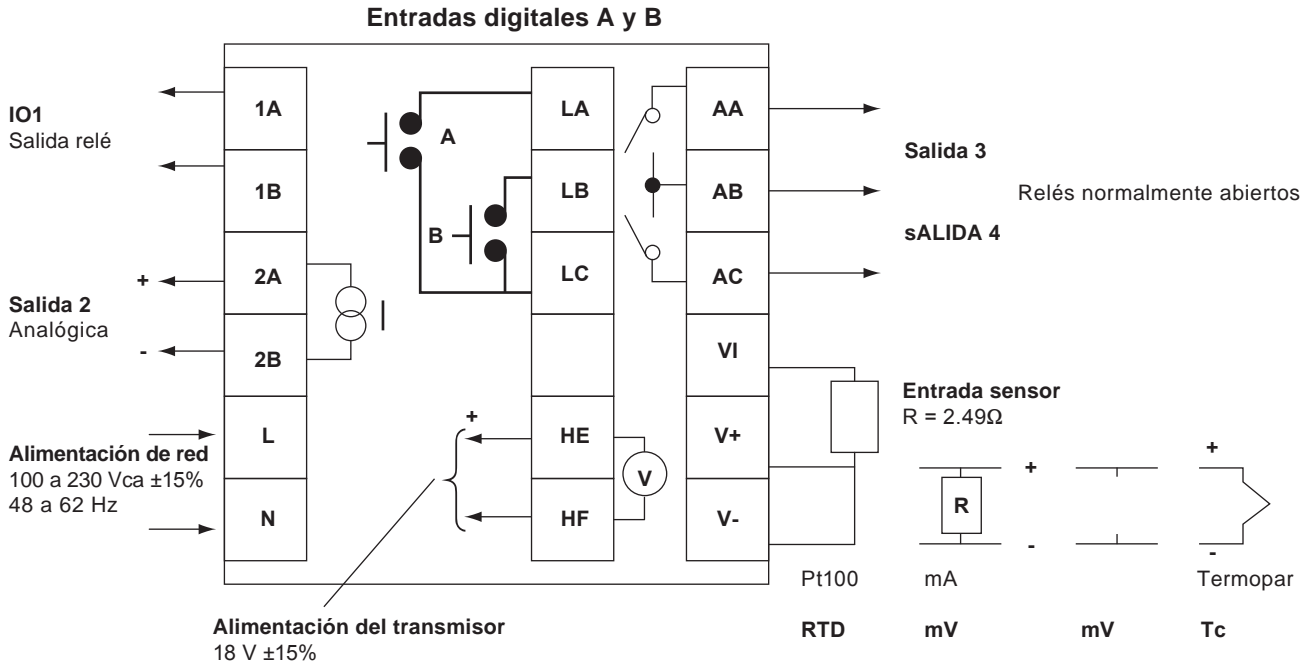 Entradas digitales A y B
IO1
Salida relé
1A
1B
Salida 2
Analógica
+
-
2A
2B
I
Alimentación de red
100 a 230 Vca ±15%
48 a 62 Hz
L
N
A
B
LA
LB
LC
+
HE
HF
V
AA
AB
AC
VI
V+
V-
Salida 3
Relés normalmente abiertos
sALIDA 4
Entrada sensor
R = 2.49Ω
R
+
-
+
-
Pt100
mA
Termopar
RTD
mV
mV
Tc
Alimentación del transmisor
18 V ±15%